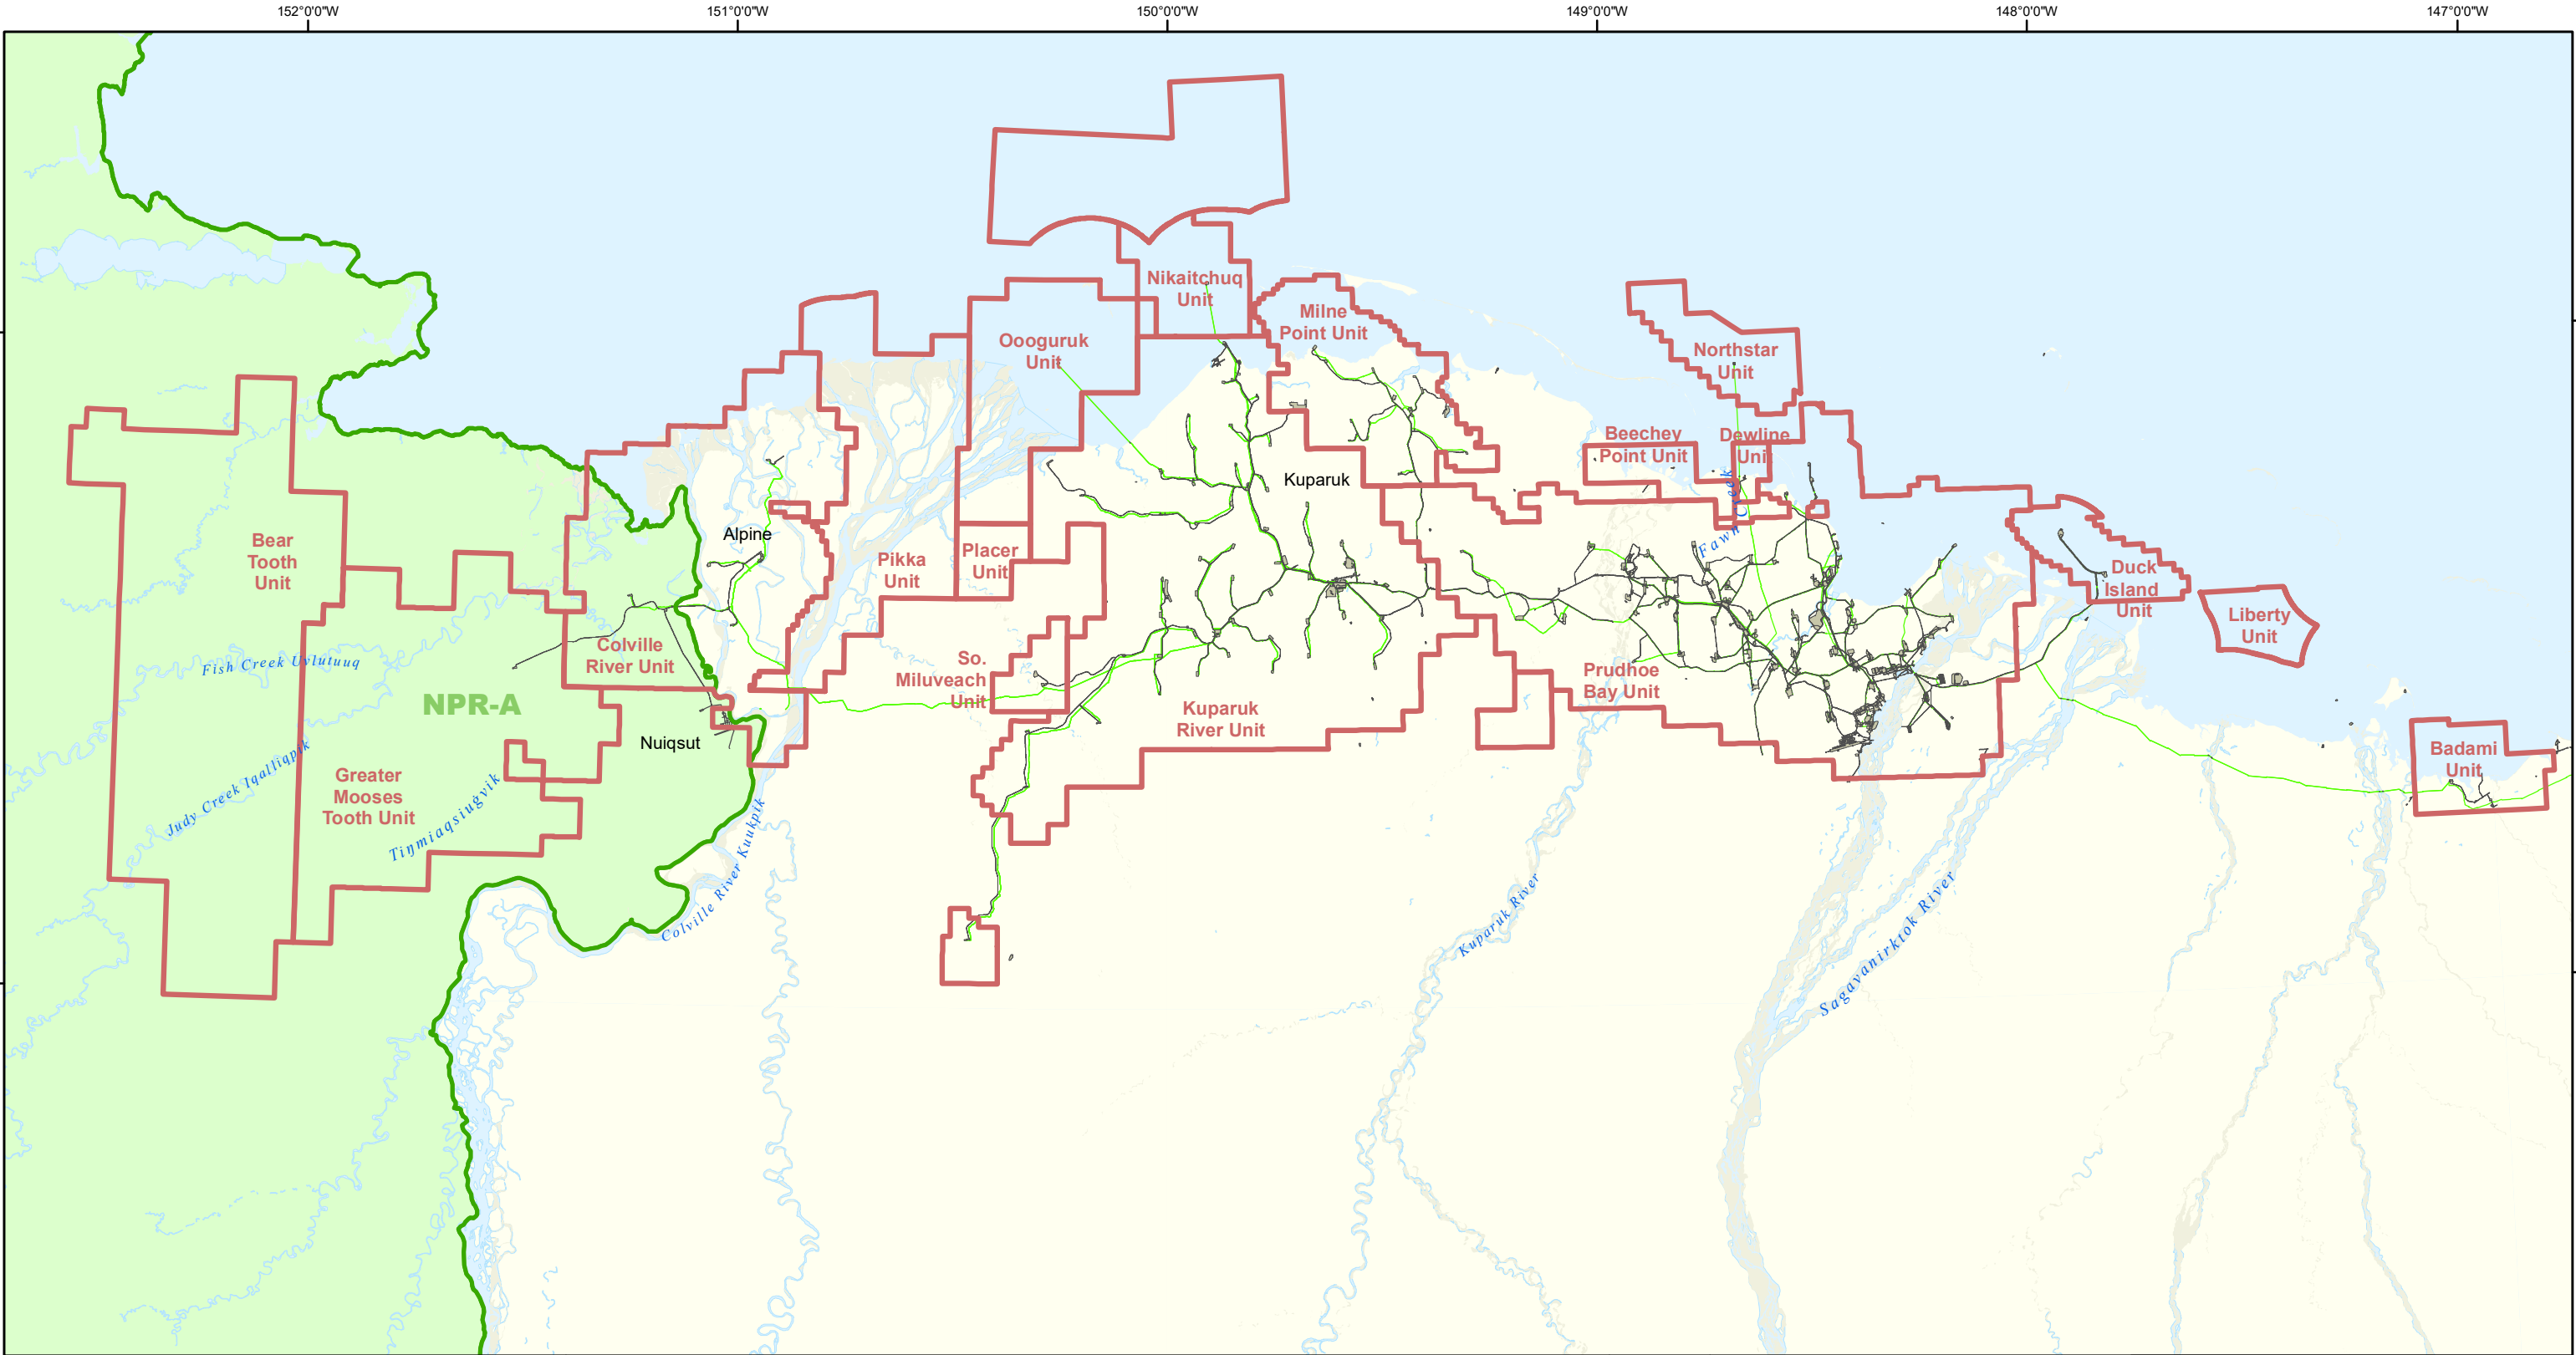 152°0'0"W
151°0'0"W
150°0'0"W
149°0'0"W
148°0'0"W
147°0'0"W
Nikaitchuq
Unit
Milne
Point Unit
Oooguruk
Unit
Northstar
Unit
Beechey
Point Unit
Dewline
Unit
Kuparuk
Fawn Creek
Alpine
Bear
Tooth
Unit
Pikka
Unit
Placer
Unit
Duck
Island
Unit
Liberty
Unit
Colville
River Unit
So.
Miluveach
Unit
Prudhoe
Bay Unit
Fish Creek Uvlutuuq
NPR-A
Kuparuk
River Unit
Nuiqsut
Badami
Unit
Judy Creek Iqalliqpik
Greater
Mooses
Tooth Unit
Tiŋmiaqsiuġvik
Colville River Kuukpik
Kuparuk River
Sagavanirktok River